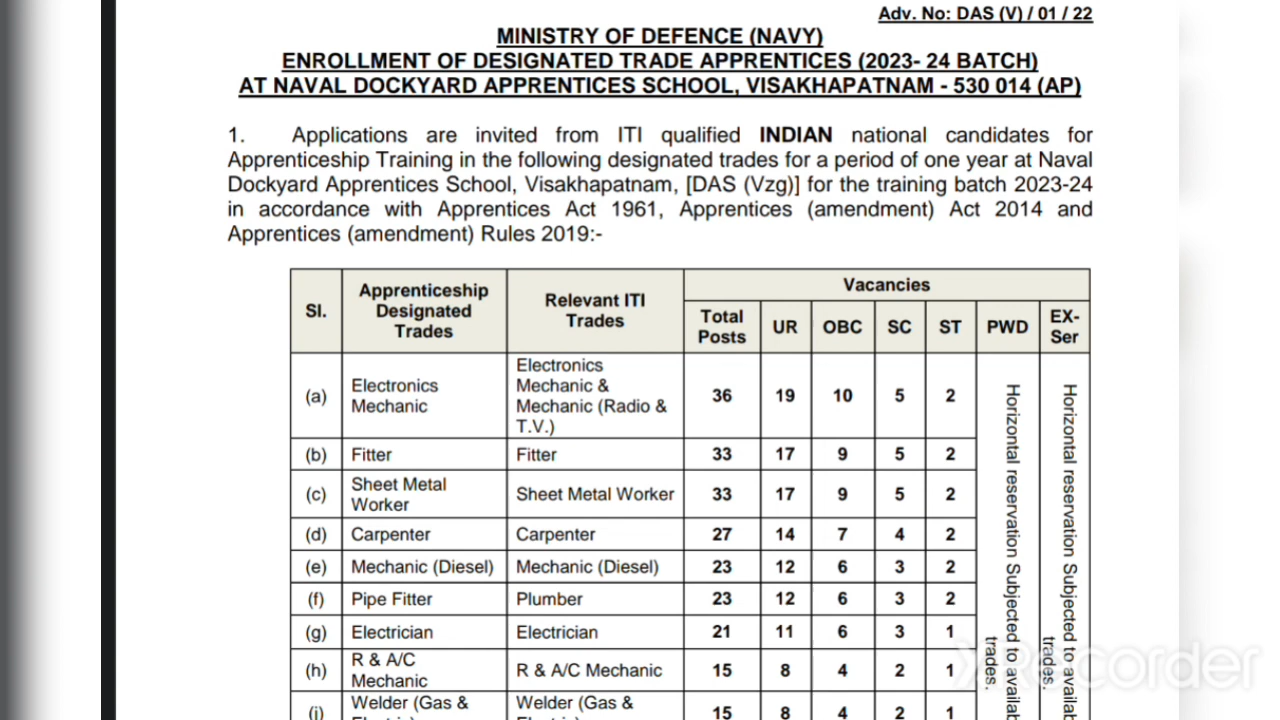 Adv. No: DAS (V) / 01 / 22
MINISTRY OF DEFENCE (NAVY)
ENROLLMENT OF DESIGNATED TRADE APPRENTICES (2023- 24 BATCH)
AT NAVAL DOCKYARD APPRENTICES SCHOOL, VISAKHAPATNAM - 530 014 (AP)
1. Applications are invited from ITI qualified INDIAN national candidates for
Apprenticeship Training in the following designated trades for a period of one year at Naval
Dockyard Apprentices School, Visakhapatnam, [DAS (Vzg)] for the training batch 2023-24
in accordance with Apprentices Act 1961, Apprentices (amendment) Act 2014 and
Apprentices (amendment) Rules 2019:-
Sl.
Apprenticeship
Designated
Trades
Relevant ITI
Trades
Vacancies
Total
Posts
UR
OBC
SC
ST
PWD
EX-
Ser
(a)
Electronics
Mechanic
Electronics
Mechanic &
Mechanic (Radio &
T.V.)
36 19 10 5 2
(b) Fitter Fitter 33 17 9 5 2
(c)
Sheet Metal
Worker
Sheet Metal Worker 33 17 9 5 2
(d) Carpenter Carpenter 27 14 7 4 2
(e) Mechanic (Diesel) Mechanic (Diesel) 23 12 6 3 2
(f) Pipe Fitter Plumber 23 12 6 3 2
(g) Electrician Electrician 21 11 6 3 1
(h)
R & A/C
Mechanic
R & A/C Mechanic 15 8 4 2 1
(i)
Welder (Gas &
Welder (Gas &
15 8 4 2 1
Horizontal reservation Subjected to
trades.
Horizontal reservation Subjected to
trades.
XRecorder